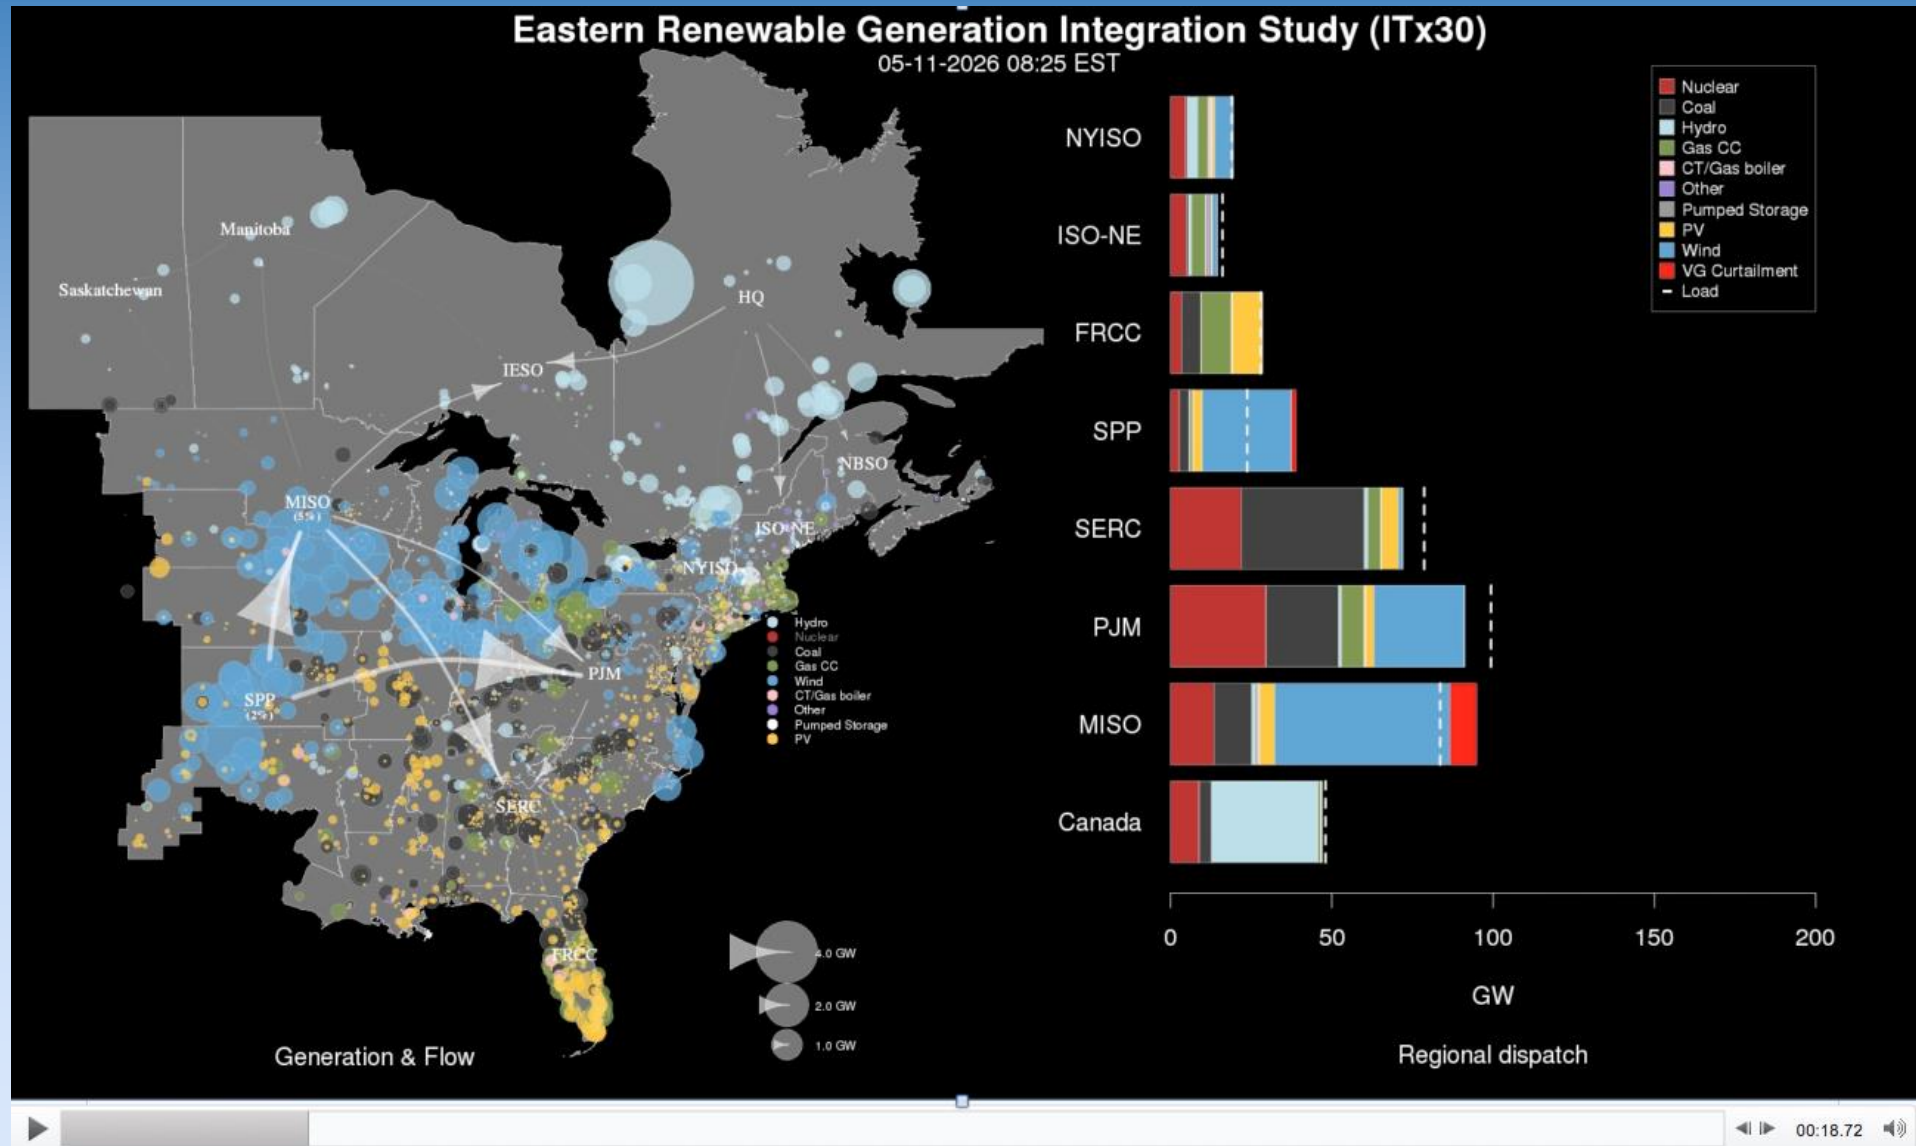 Eastern Renewable Generation Integration Study (ITx30)
05-11-2026 08:25 EST
Manitoba
Saskatchewan
HQ
IESO
NBSO
MISO
(5%)
ISO-NE
NYISO
PJM
SPP
(2%)
SERC
FRCC
Hydro
Nuclear
Coal
Gas CC
Wind
CT/Gas boiler
Other
Pumped Storage
PV
4.0 GW
2.0 GW
1.0 GW
Generation & Flow
NYISO
ISO-NE
FRCC
SPP
SERC
PJM
MISO
Canada
0 50 100 150 200
GW
Regional dispatch
Nuclear
Coal
Hydro
Gas CC
CT/Gas boiler
Other
Pumped Storage
PV
Wind
VG Curtailment
Load
00:18.72